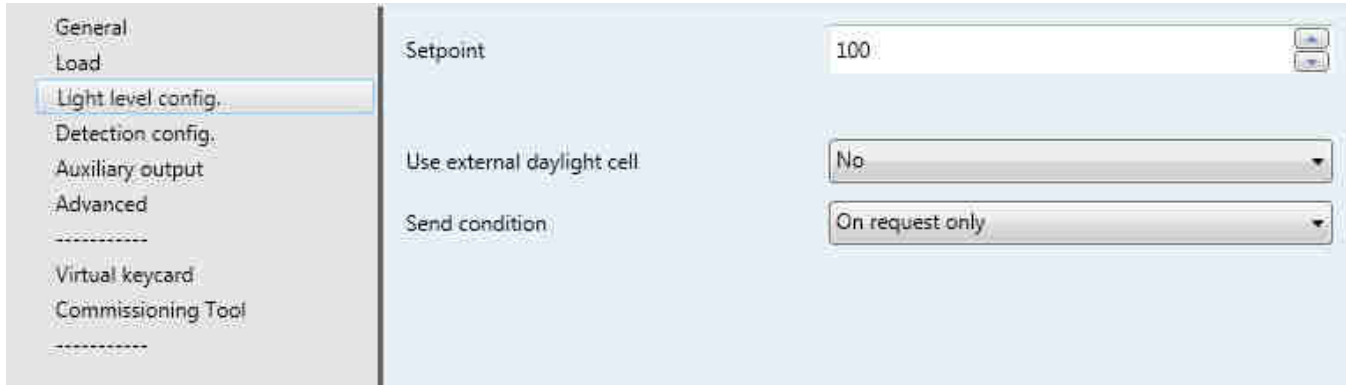 General
Load
Light level config.
Detection config.
Auxiliary output
Advanced
-----------
Virtual keycard
Commissioning Tool
-----------
Setpoint 100
Use external daylight cell No
Send condition On request only